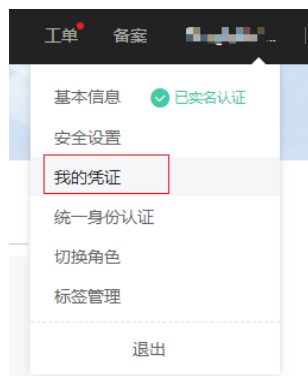 工单 备案
基本信息 已实名认证
安全设置
我的凭证
统一身份认证
切换角色
标签管理
退出